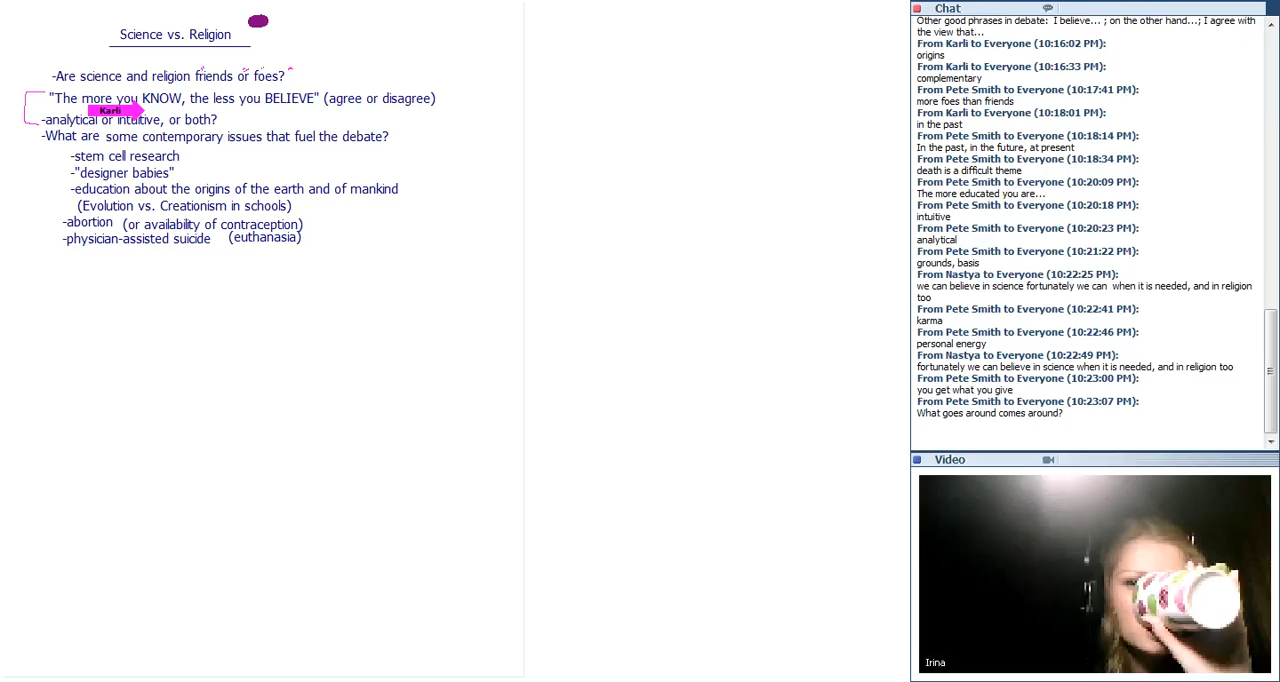 Science vs. Religion
-Are science and religion friends or foes?
"The more you KNOW, the less you BELIEVE" (agree or disagree)
Karli
-analytical or intuitive, or both?
-What are some contemporary issues that fuel the debate?
-stem cell research
-"designer babies"
-education about the origins of the earth and of mankind
(Evolution vs. Creationism in schools)
-abortion (or availability of contraception)
-physician-assisted suicide (euthanasia)
Chat
Other good phrases in debate: I believe... ; on the other hand...; I agree with
the view that...
From Karli to Everyone (10:16:02 PM):
origins
From Karli to Everyone (10:16:33 PM):
complementary
From Pete Smith to Everyone (10:17:41 PM):
more foes than friends
From Karli to Everyone (10:18:01 PM):
in the past
From Pete Smith to Everyone (10:18:14 PM):
In the past, in the future, at present
From Pete Smith to Everyone (10:18:34 PM):
death is a difficult theme
From Pete Smith to Everyone (10:20:09 PM):
The more educated you are...
From Pete Smith to Everyone (10:20:18 PM):
intuitive
From Pete Smith to Everyone (10:20:23 PM):
analytical
From Pete Smith to Everyone (10:21:22 PM):
grounds, basis
From Nastya to Everyone (10:22:25 PM):
we can believe in science fortunately we can when it is needed, and in religion
too
From Pete Smith to Everyone (10:22:41 PM):
karma
From Pete Smith to Everyone (10:22:46 PM):
personal energy
From Nastya to Everyone (10:22:49 PM):
fortunately we can believe in science when it is needed, and in religion too
From Pete Smith to Everyone (10:23:00 PM):
you get what you give
From Pete Smith to Everyone (10:23:07 PM):
What goes around comes around?
Video
Irina